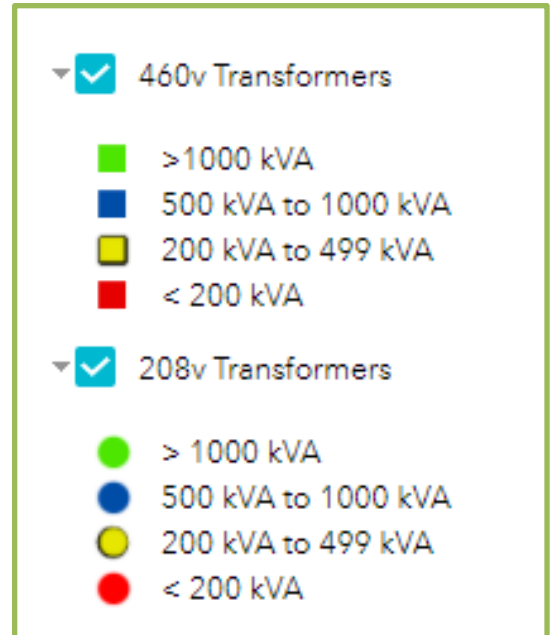 460v Transformers
>1000 kVA
500 kVA to 1000 kVA
200 kVA to 499 kVA
< 200 kVA
208v Transformers
> 1000 kVA
500 kVA to 1000 kVA
200 kVA to 499 kVA
< 200 kVA